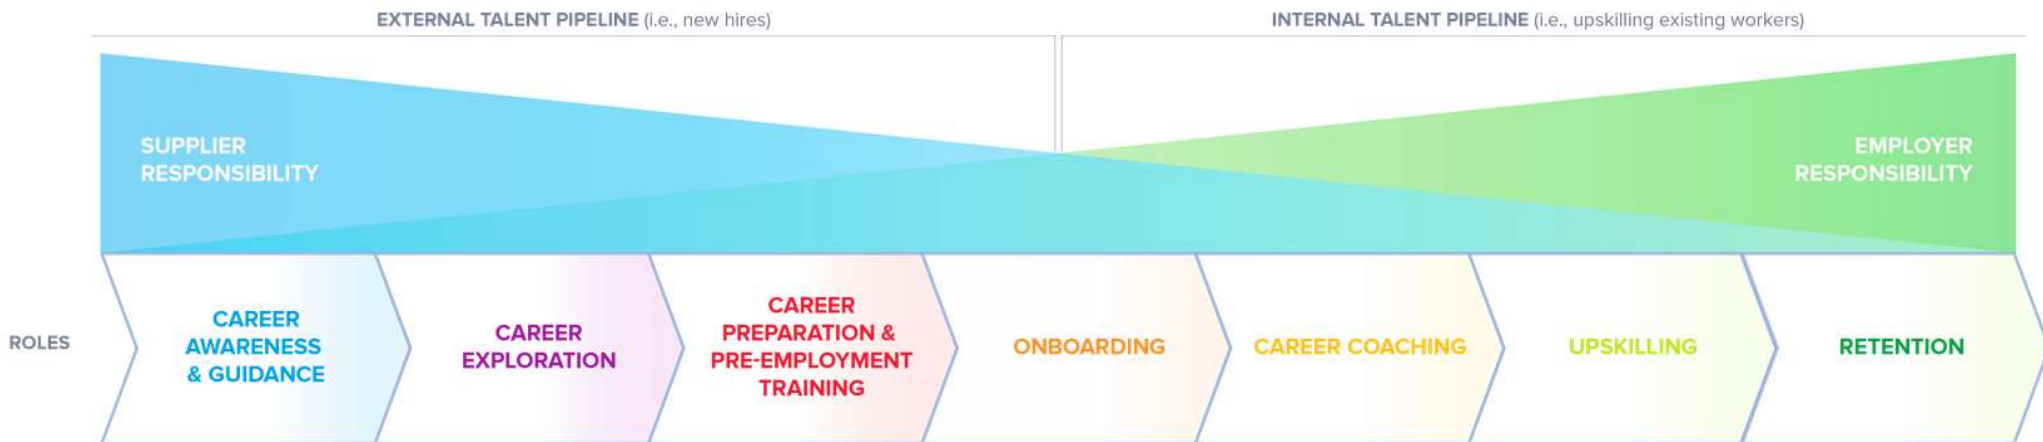 EXTERNAL TALENT PIPELINE (i.e., new hires)
INTERNAL TALENT PIPELINE (i.e., upskilling existing workers)
SUPPLIER
RESPONSIBILITY
EMPLOYER
RESPONSIBILITY
ROLES
CAREER
AWARENESS
& GUIDANCE
CAREER
EXPLORATION
CAREER
PREPARATION &
PRE-EMPLOYMENT
TRAINING
ONBOARDING
CAREER COACHING
UPSKILLING
RETENTION